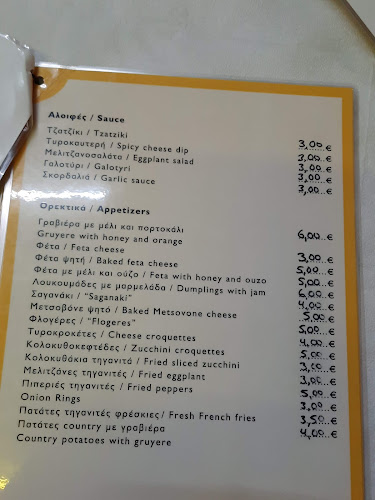 Αλοιφές / Sauce
Τζατζίκι / Tzatziki 3,00..€
Τυροκαυτερή / Spicy cheese dip 3,00..€
Μελιτζανοσαλάτα / Eggplant salad 3,00..€
Γαλοτύρι / Galotyri 3,00..€
Σκορδαλιά / Garlic sauce 3,00..€
Ορεκτικά / Appetizers
Γραβιέρα με μέλι και πορτοκάλι
Gruyere with honey and orange 6,00..€
Φέτα / Feta cheese 3,00..€
Φέτα ψητή / Baked feta cheese 5,00..€
Φέτα με μέλι και ούζο / Feta with honey and ouzo 5,00..€
Λουκουμάδες με μαρμελάδα / Dumplings with jam 6,00..€
Σαγανάκι / "Saganaki" 4,00..€
Μετσοβόνε ψητό / Baked Metsovone cheese 5,00..€
Φλογέρες / "Flogeres" 5,00..€
Τυροκροκέτες / Cheese croquettes 4,00..€
Κολοκυθοκεφτέδες / Zucchini croquettes 5,00..€
Κολοκυθάκια τηγανιτά / Fried sliced zucchini 3,00..€
Μελιτζάνες τηγανιτές / Fried eggplant 3,00..€
Πιπεριές τηγανιτές / Fried peppers 5,00..€
Onion Rings 3,00..€
Πατάτες τηγανιτές φρέσκιες / Fresh French fries 3,50..€
Πατάτες country με γραβιέρα
Country potatoes with gruyere 4,00..€